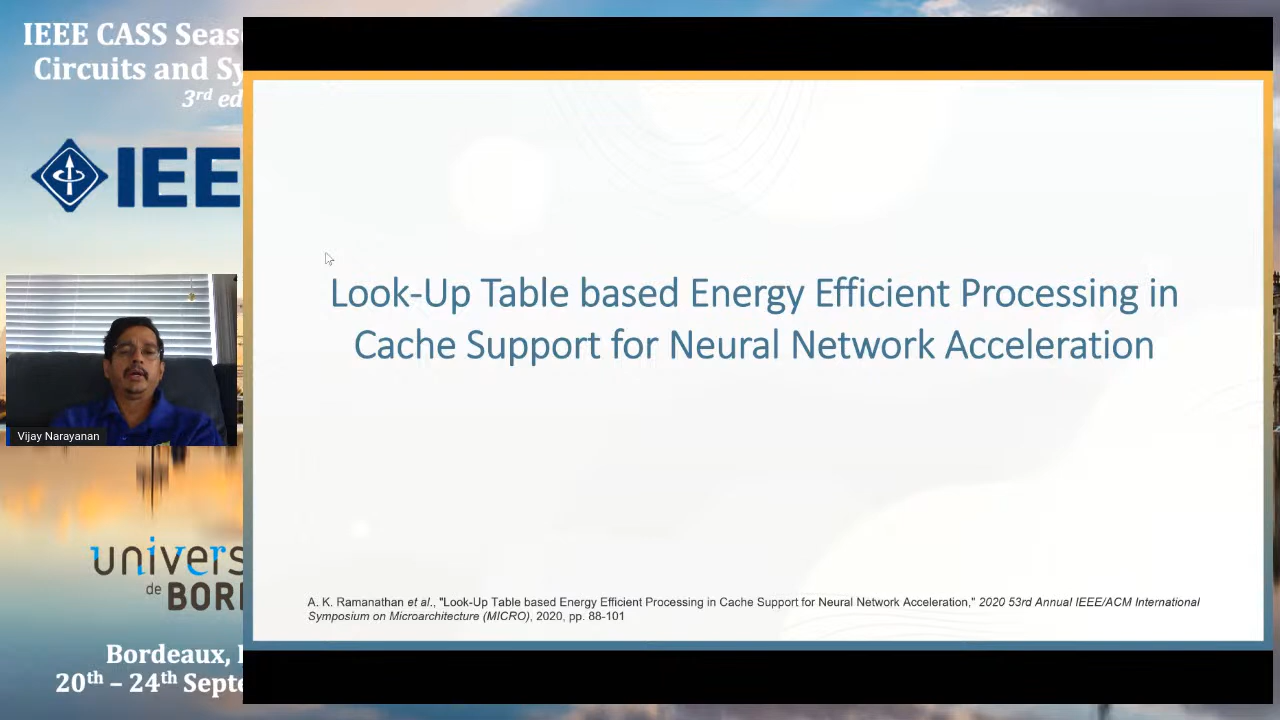 IEEE CASS Seas
Circuits and Sy
3rd ed
IEE
Look-Up Table based Energy Efficient Processing in
Cache Support for Neural Network Acceleration
Vijay Narayanan
univers
de BOR
A. K. Ramanathan et al., "Look-Up Table based Energy Efficient Processing in Cache Support for Neural Network Acceleration," 2020 53rd Annual IEEE/ACM International
Symposium on Microarchitecture (MICRO), 2020, pp. 88-101
Bordeaux,
20th – 24th Septe